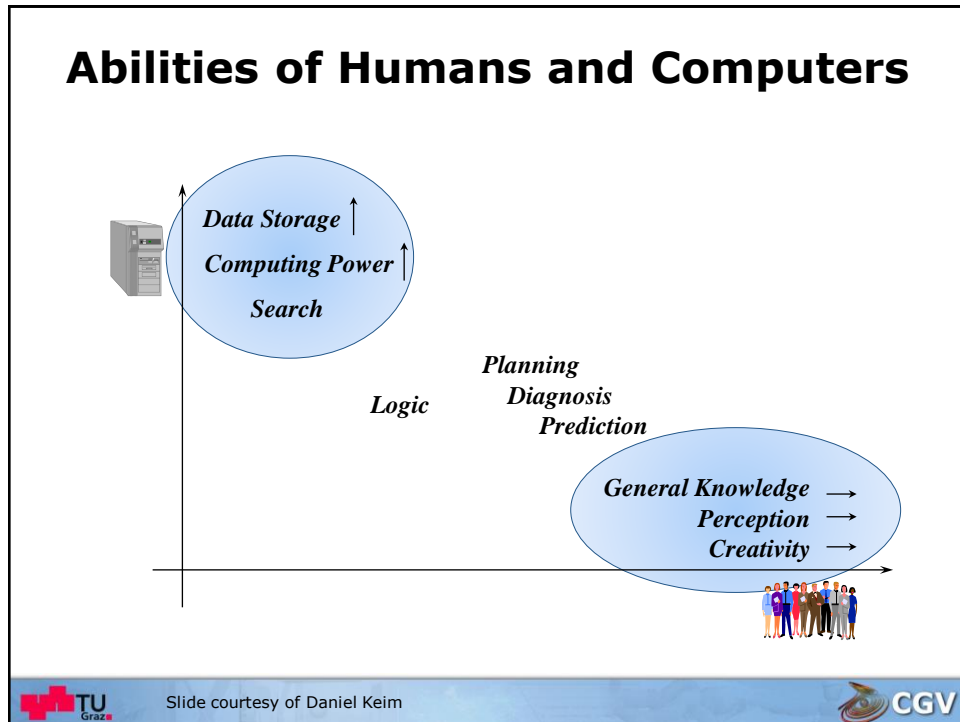 Abilities of Humans and Computers
Data Storage
Computing Power
Search
Planning
Logic
Diagnosis
Prediction
General Knowledge
Perception
Creativity
TU
Graz
Slide courtesy of Daniel Keim
CGV